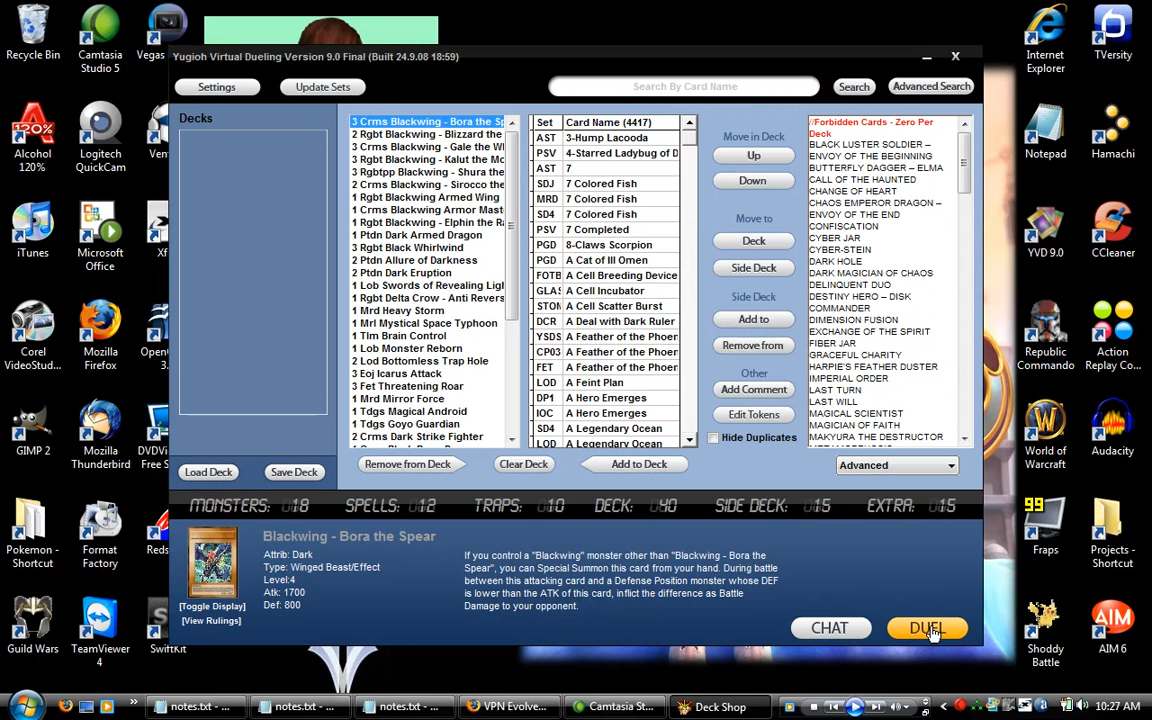 Recycle Bin
Camtasia
Studio 5
Vegas
Alcohol
120%
Logitech
QuickCam
iTunes
Microsoft
Office
Corel
VideoStud...
Mozilla
Firefox
GIMP 2
Mozilla
Thunderbird
Pokemon -
Shortcut
Format
Factory
Guild Wars
TeamViewer
4
SwiftKit
Yugioh Virtual Dueling Version 9.0 Final (Built 24.9.08 18=59)
Settings
Update Sets
Search By Card Name
Search
Advanced Search
Decks
Load Deck
Save Deck
3 Crms Blackwing - Bora the Sp
2 Rgbt Blackwing - Blizzard the
3 Crms Blackwing - Gale the W
3 Rgbt Blackwing - Kalut the Mo
3 Rgbtpp Blackwing - Shura the
2 Crms Blackwing - Sirocco the
1 Rgbt Blackwing Armed Wing
1 Crms Blackwing Armor Mast
1 Rgbt Blackwing - Elphin the Ra
1 Ptdn Dark Armed Dragon
3 Rgbt Black Whirlwind
2 Ptdn Allure of Darkness
2 Ptdn Dark Eruption
1 Lob Swords of Revealing Ligh
1 Rgbt Delta Crow - Anti Revers
1 Mrd Heavy Storm
1 Mrl Mystical Space Typhoon
1 Tlm Brain Control
1 Lob Monster Reborn
2 Lod Bottomless Trap Hole
3 Eoj Icarus Attack
3 Fet Threatening Roar
1 Mrd Mirror Force
1 Tdgs Magical Android
1 Tdgs Goyo Guardian
2 Crms Dark Strike Fighter
Remove from Deck
Clear Deck
Add to Deck
Set Card Name (4417)
AST 3-Hump Lacooda
PSV 4-Starred Ladybug of D
AST 7
SDJ 7 Colored Fish
MRD 7 Colored Fish
SD4 7 Colored Fish
PSV 7 Completed
PGD 8-Claws Scorpion
PGD A Cat of Ill Omen
FOTB A Cell Breeding Device
GLAS A Cell Incubator
STON A Cell Scatter Burst
DCR A Deal with Dark Ruler
YSDS A Feather of the Phoen
CP03 A Feather of the Phoen
FET A Feather of the Phoen
LOD A Feint Plan
DP1 A Hero Emerges
IOC A Hero Emerges
SD4 A Legendary Ocean
LOD A Legendary Ocean
Move in Deck
Up
Down
Move to
Deck
Side Deck
Side Deck
Add to
Remove from
Other
Add Comment
Edit Tokens
Hide Duplicates
//Forbidden Cards - Zero Per
Deck
BLACK LUSTER SOLDIER –
ENVOY OF THE BEGINNING
BUTTERFLY DAGGER – ELMA
CALL OF THE HAUNTED
CHANGE OF HEART
CHAOS EMPEROR DRAGON –
ENVOY OF THE END
CONFISCATION
CYBER JAR
CYBER-STEIN
DARK HOLE
DARK MAGICIAN OF CHAOS
DELINQUENT DUO
DESTINY HERO – DISK
COMMANDER
DIMENSION FUSION
EXCHANGE OF THE SPIRIT
FIBER JAR
GRACEFUL CHARITY
HARPIE'S FEATHER DUSTER
IMPERIAL ORDER
LAST TURN
LAST WILL
MAGICAL SCIENTIST
MAGICIAN OF FAITH
MAKYURA THE DESTRUCTOR
Advanced
MONSTERS: 18 SPELLS: 12 TRAPS: 10 DECK: 40 SIDE DECK: 15 EXTRA: 15
Blackwing - Bora the Spear
Attrib: Dark
Type: Winged Beast/Effect
Level:4
Atk: 1700
Def: 800
[Toggle Display]
[View Rulings]
If you control a "Blackwing" monster other than "Blackwing - Bora the
Spear", you can Special Summon this card from your hand. During battle
between this attacking card and a Defense Position monster whose DEF
is lower than the ATK of this card, inflict the difference as Battle
Damage to your opponent.
CHAT
DUEL
Internet
Explorer
TVersity
Notepad
Hamachi
YVD 9.0
CCleaner
Republic
Commando
Action
Replay Co...
World of
Warcraft
Audacity
99
Fraps
Projects -
Shortcut
Shoddy
Battle
AIM 6
notes.txt - ...
notes.txt - ...
notes.txt - ...
VPN Evolve...
Camtasia St...
Deck Shop
10:27 AM